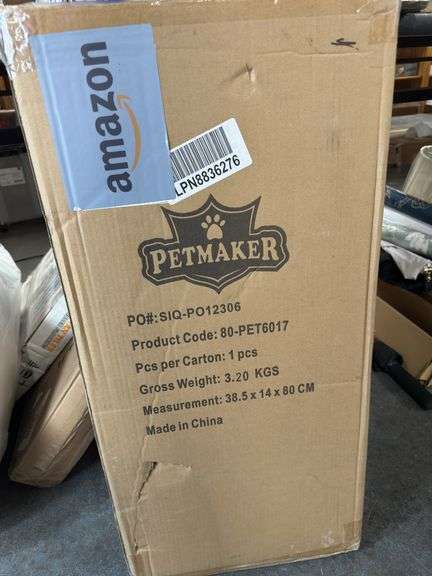 amazon
LPN8836276
PETMAKER
PO#:SIQ-PO12306
Product Code: 80-PET6017
Pcs per Carton: 1 pcs
Gross Weight: 3.20 KGS
Measurement: 38.5 x 14 x 80 CM
Made in China